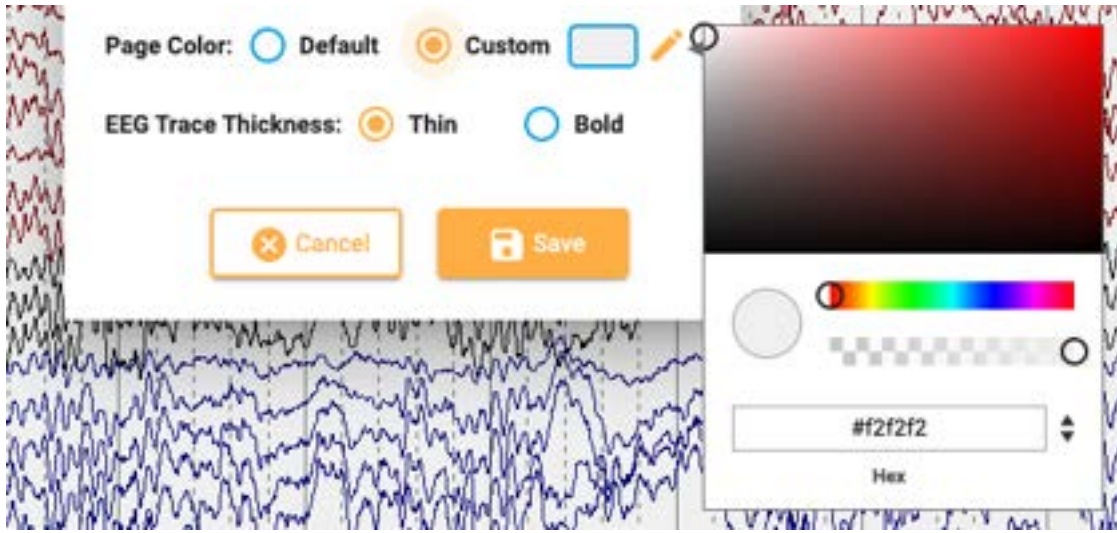 Page Color: Default Custom
EEG Trace Thickness: Thin Bold
Cancel Save
#f2f2f2
Hex